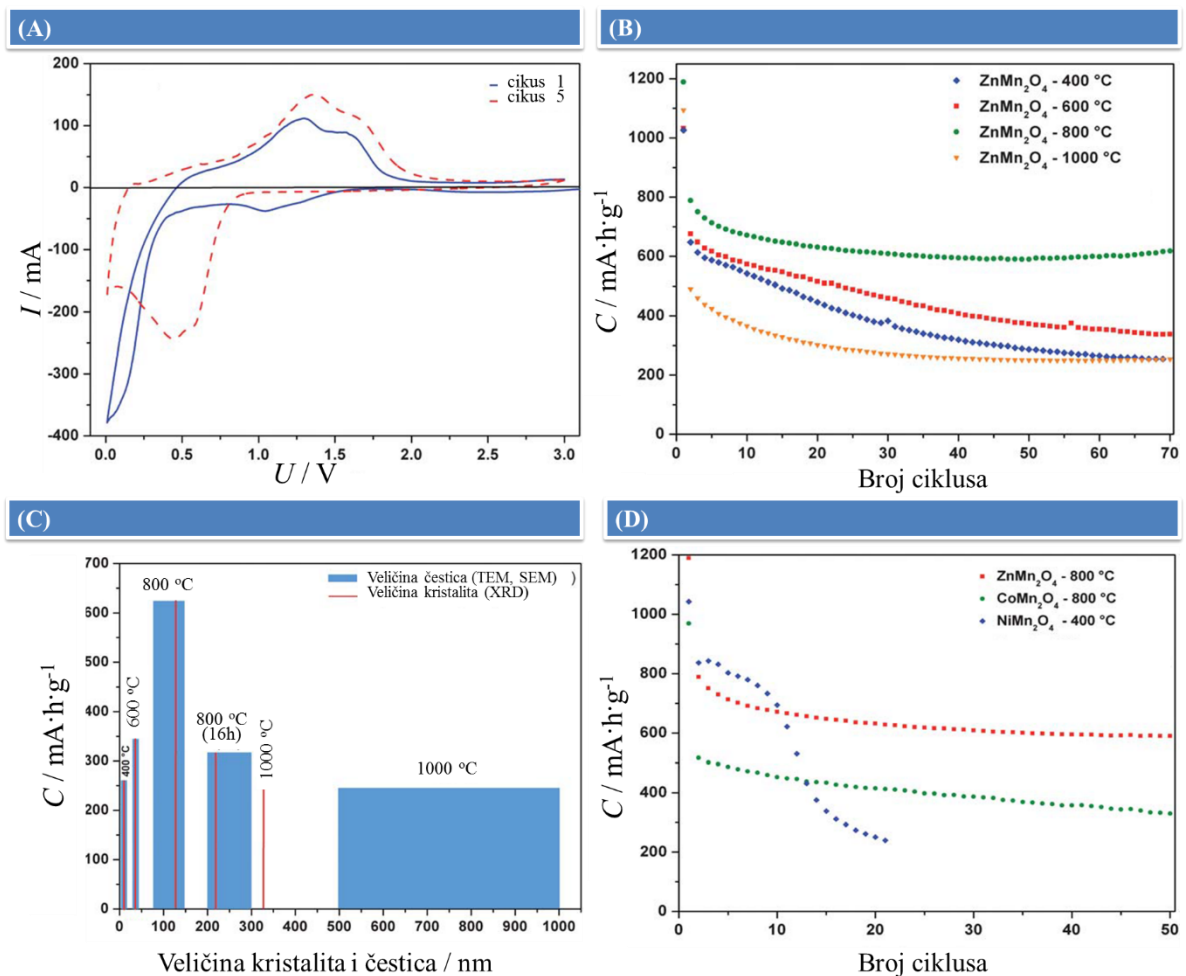 (A)
200
100
0
-100
-200
-300
-400
I / mA
cikus 1
cikus 5
0.0 0.5 1.0 1.5 2.0 2.5 3.0
U / V
(B)
1200
1000
800
600
400
200
0
C / mA·h·g⁻¹
ZnMn₂O₄ - 400 °C
ZnMn₂O₄ - 600 °C
ZnMn₂O₄ - 800 °C
ZnMn₂O₄ - 1000 °C
0 10 20 30 40 50 60 70
Broj ciklusa
(C)
700
600
500
400
300
250
200
150
100
50
0
C / mA·h·g⁻¹
Veličina čestica (TEM, SEM) )
Veličina kristalita (XRD)
400 °C
600 °C
800 °C
800 °C
(16h)
1000 °C
1000 °C
0 100 200 300 400 500 600 700 800 900 1000
Veličina kristalita i čestica / nm
(D)
1200
1000
800
600
400
200
0
C / mA·h·g⁻¹
ZnMn₂O₄ - 800 °C
CoMn₂O₄ - 800 °C
NiMn₂O₄ - 400 °C
0 10 20 30 40 50
Broj ciklusa